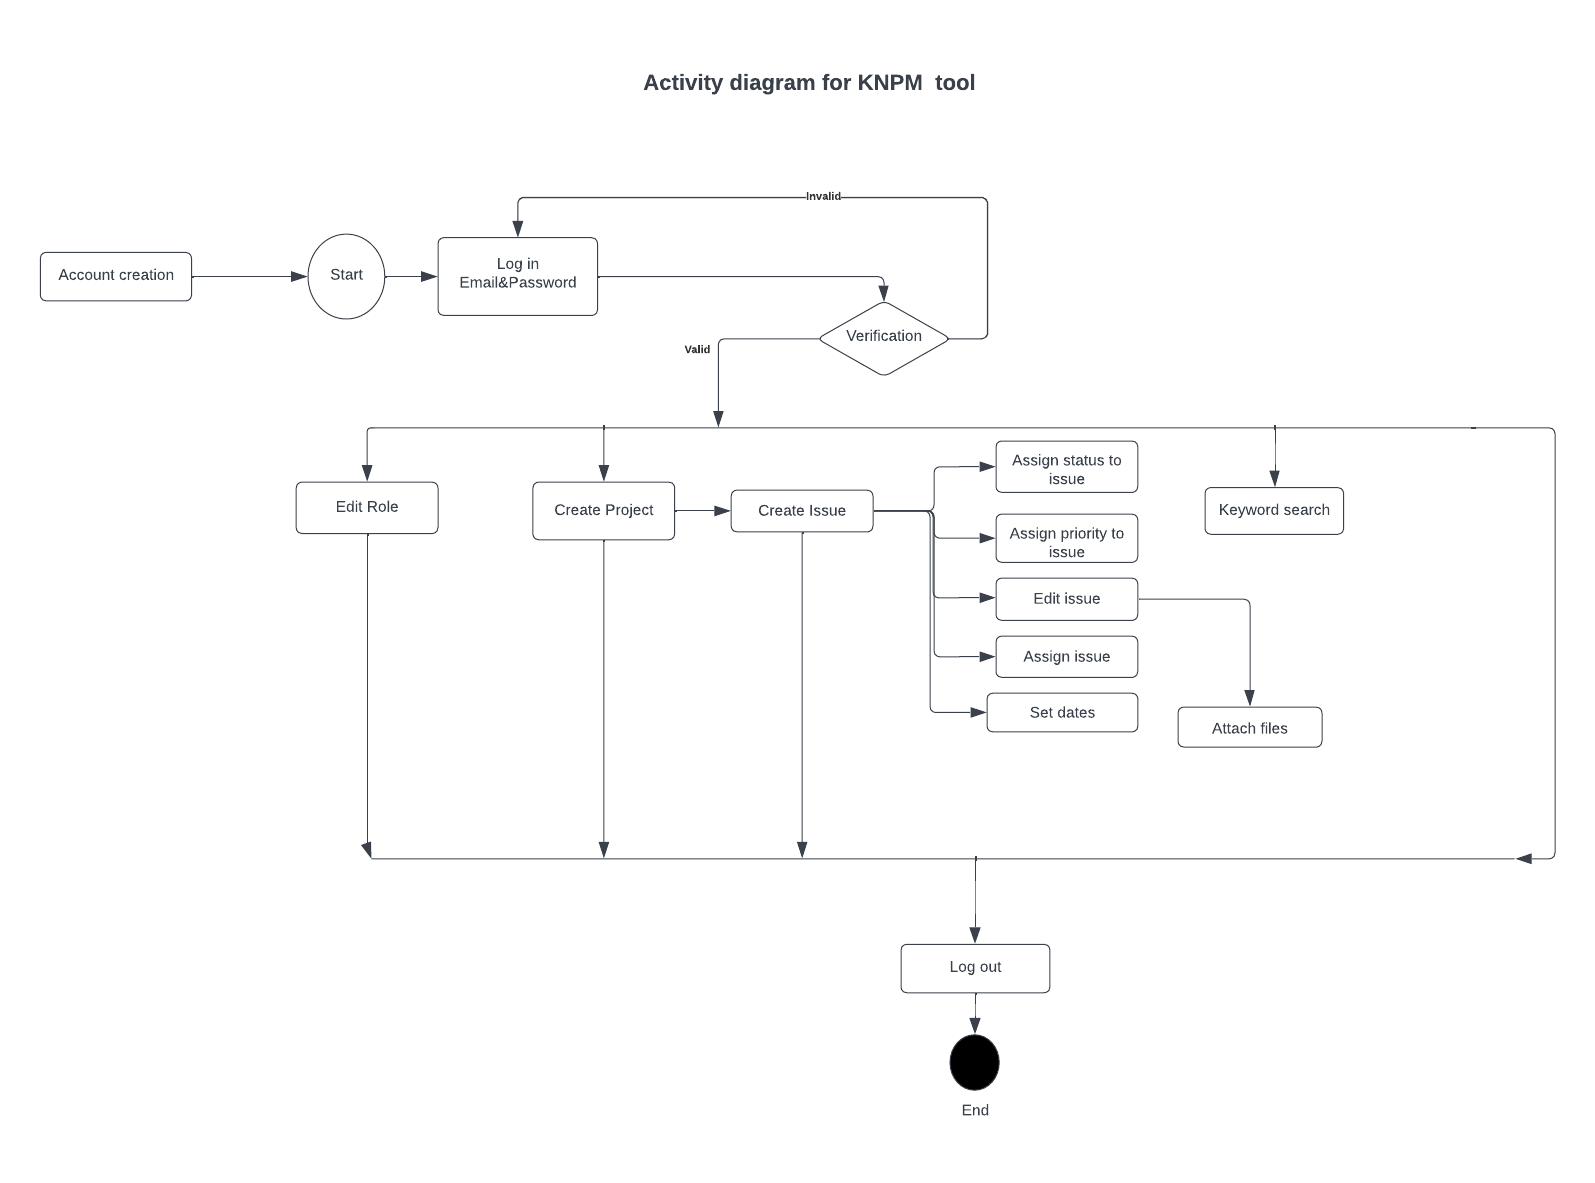 Activity diagram for KNPM  tool
Invalid
Account creation
Start
Log in
Email&Password
Verification
Valid
Edit Role
Create Project
Create Issue
Assign status to
issue
Assign priority to
issue
Edit issue
Assign issue
Set dates
Keyword search
Attach files
Log out
End